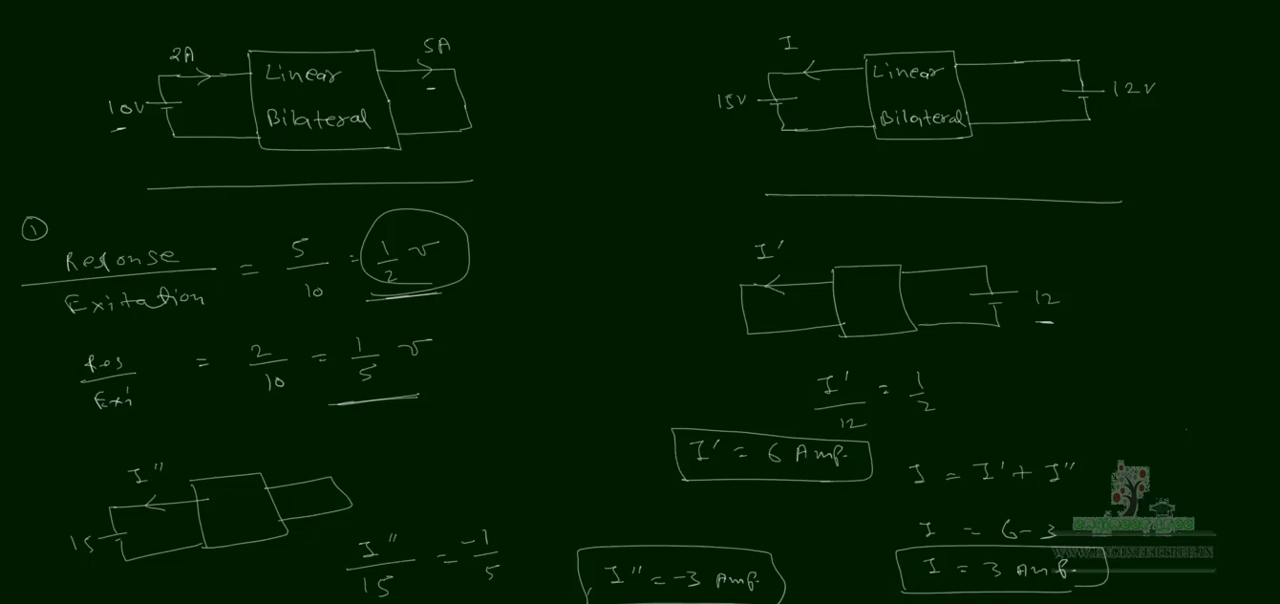 2A
5A
10V
Linear
Bilateral
I
15V
Linear
Bilateral
12V
①
Response
Exitation
= 5/10 = 1/2 ℧
Res
Exi
= 2/10 = 1/5 ℧
I'
12
I'/12 = 1/2
I' = 6 Amp.
I''
15
I''/15 = -1/5
I'' = -3 Amp.
I = I' + I''
I = 6-3
I = 3 Amp.